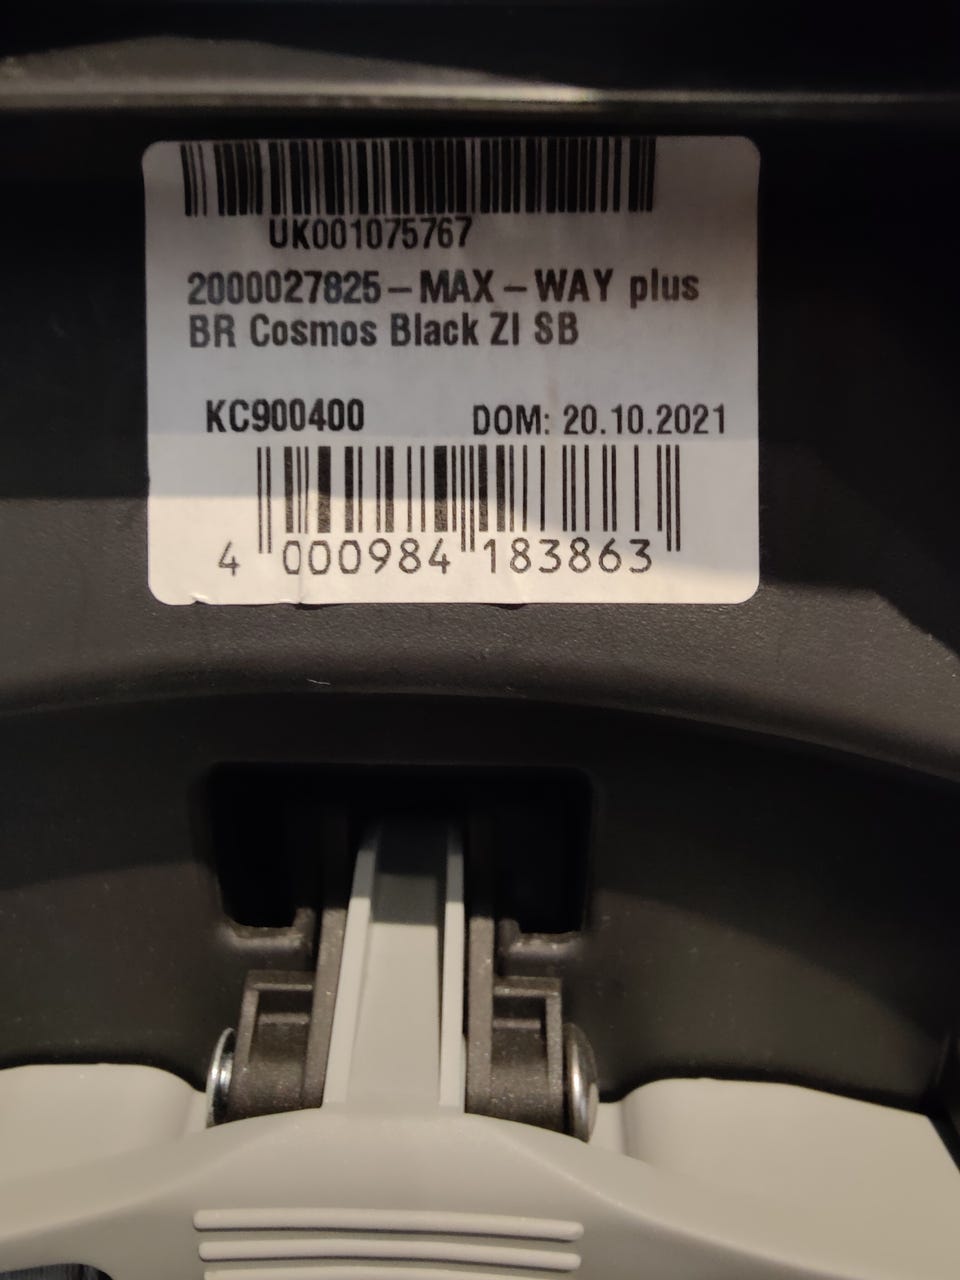 UK001075767
2000027825-MAX-WAY plus
BR Cosmos Black ZI SB
KC900400 DOM: 20.10.2021
4 000984 183863